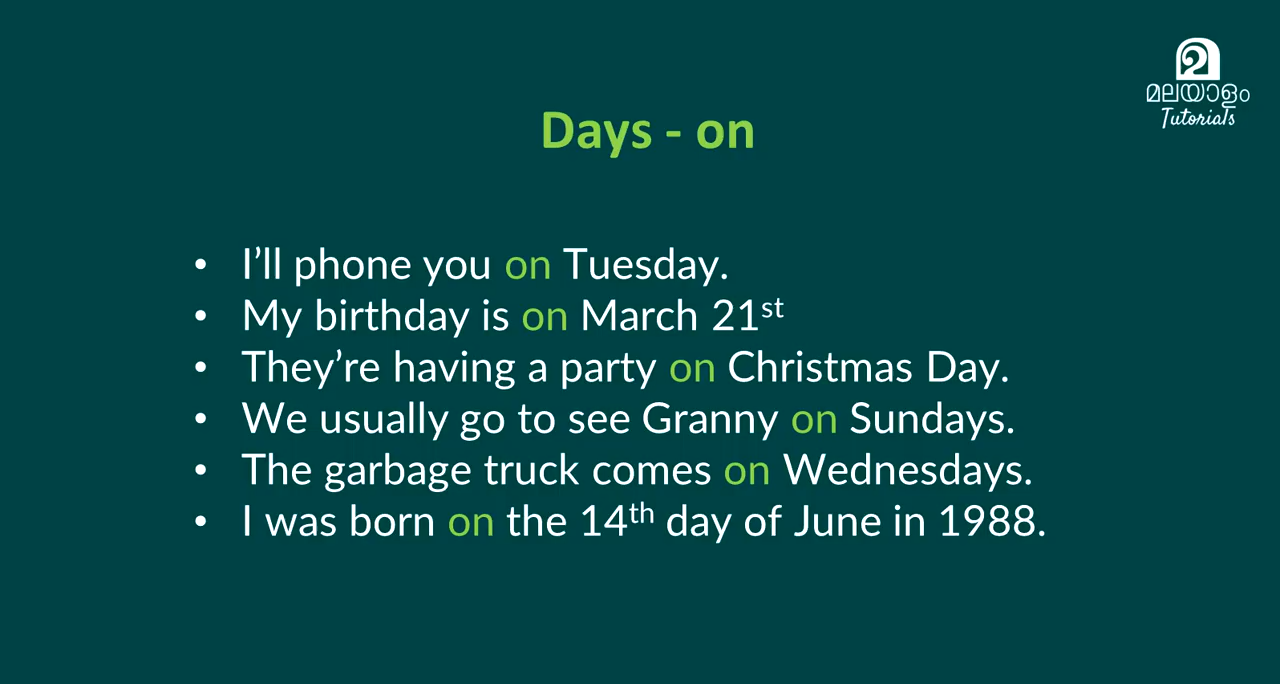 മ
മലയാളം
Tutorials
Days - on
• I’ll phone you on Tuesday.
• My birthday is on March 21st
• They’re having a party on Christmas Day.
• We usually go to see Granny on Sundays.
• The garbage truck comes on Wednesdays.
• I was born on the 14th day of June in 1988.